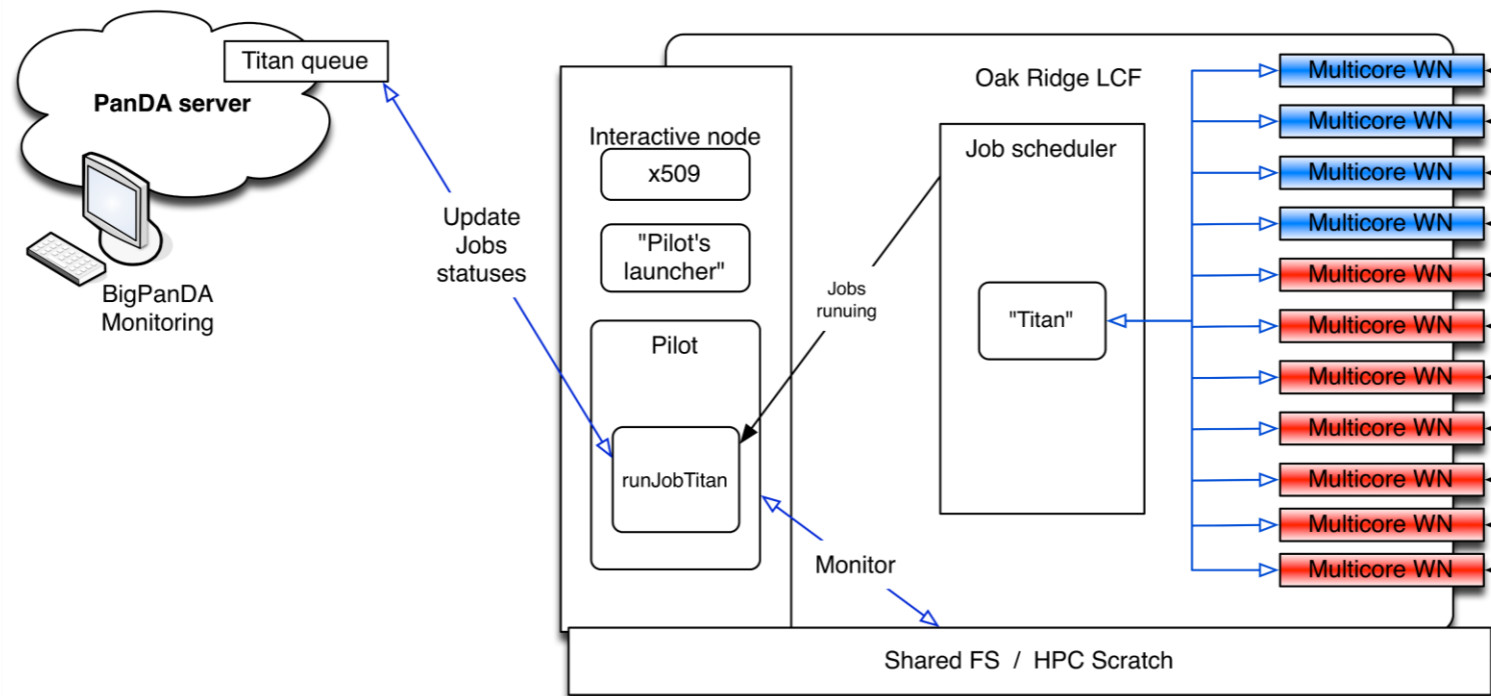 Titan queue
PanDA server
BigPanDA
Monitoring
Update
Jobs
statuses
Interactive node
x509
"Pilot's
launcher"
Pilot
runJobTitan
Jobs
runuing
Monitor
Oak Ridge LCF
Job scheduler
"Titan"
Multicore WN
Multicore WN
Multicore WN
Multicore WN
Multicore WN
Multicore WN
Multicore WN
Multicore WN
Multicore WN
Multicore WN
Multicore WN
Shared FS / HPC Scratch